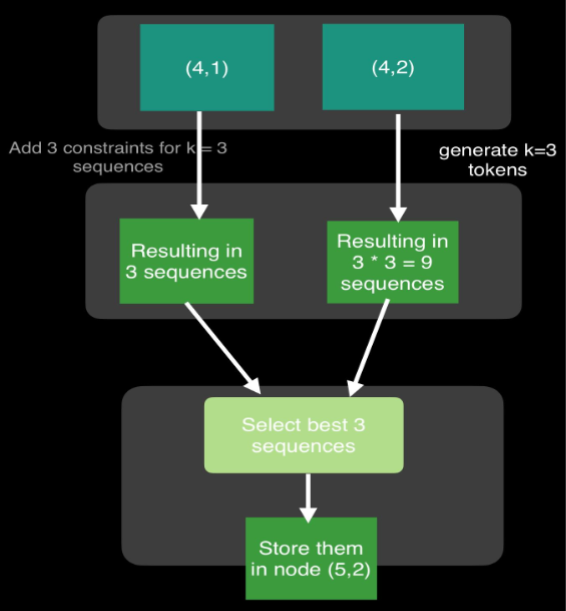 (4,1)
(4,2)
Add 3 constraints for k = 3
sequences
generate k=3
tokens
Resulting in
3 sequences
Resulting in
3 * 3 = 9
sequences
Select best 3
sequences
Store them
in node (5,2)